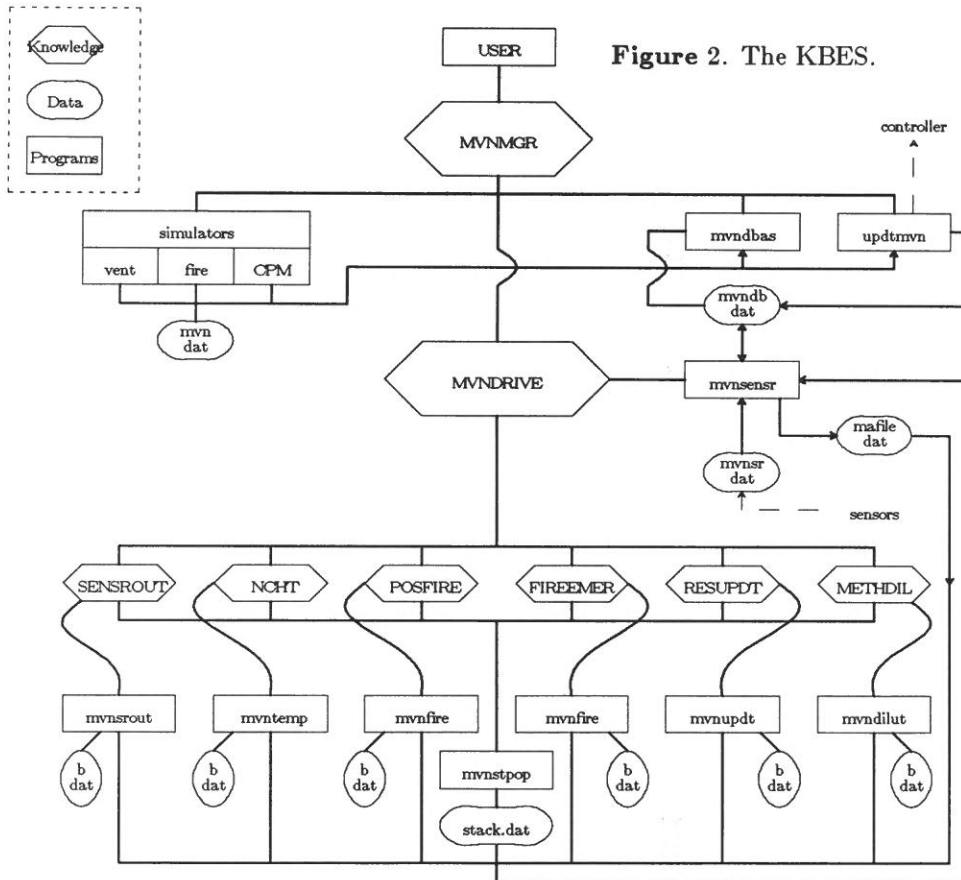 Knowledge
Data
Programs
USER
Figure 2. The KBES.
MVNMGR
controller
simulators
vent fire CPM
mvndbas
updtmvn
mvn
dat
mvndb
dat
MVNDRIVE
mvnsensr
mafile
dat
mvnsr
dat
sensors
SENSROUT NCHT POSFIRE FIREEMER RESUPDT METHDIL
mvnsrout mvntemp mvnfire mvnfire mvnupdt mvndilut
b
dat
b
dat
b
dat
mvnstpop
b
dat
b
dat
b
dat
stack.dat